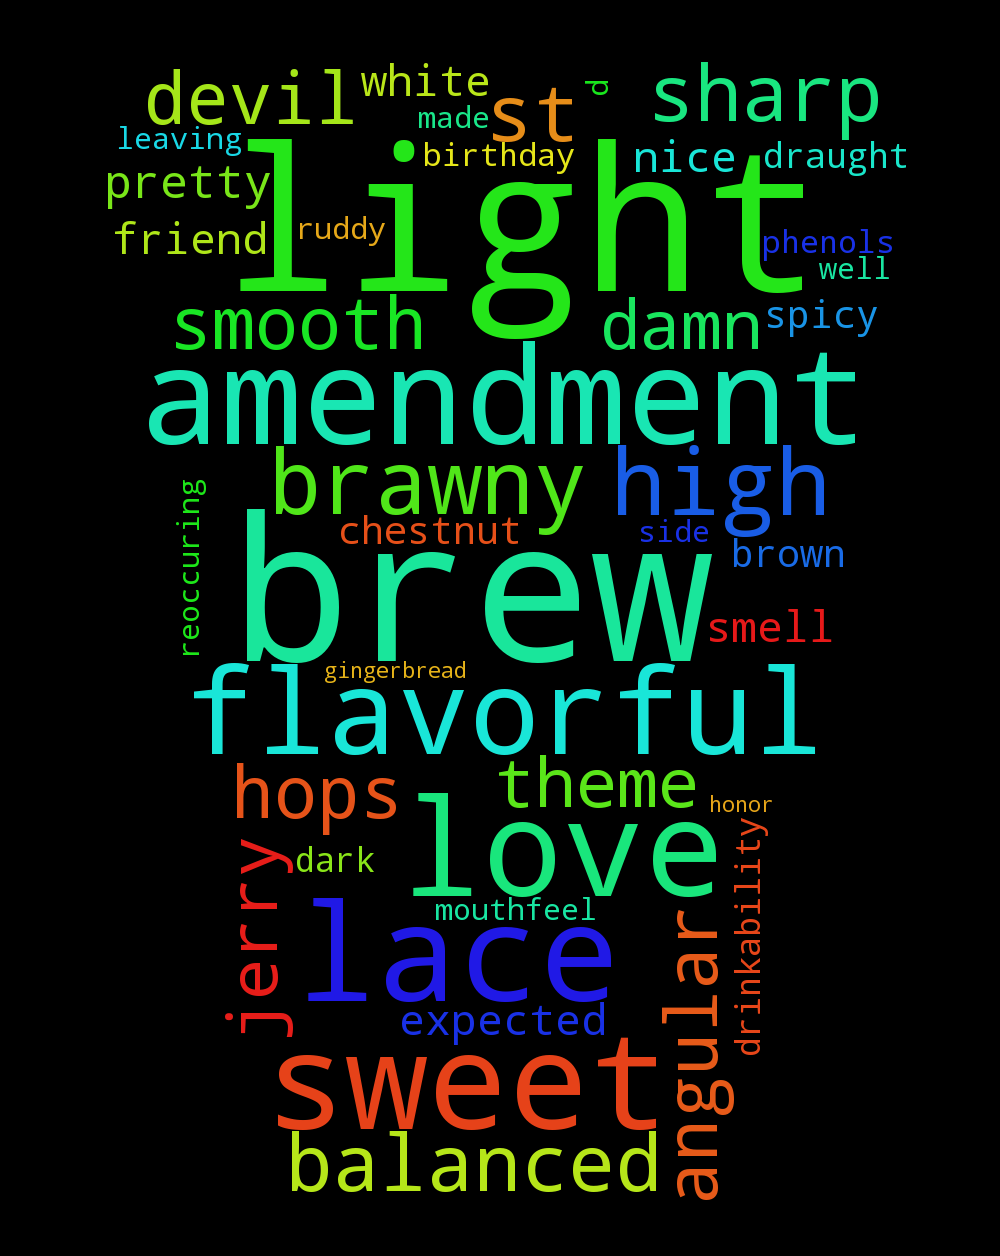 devil
white
st
d
sharp
made
leaving
birthday
nice
draught
pretty
light
friend
ruddy
phenols
well
smooth
damn
spicy
amendment
brawny
high
chestnut
side
brown
reoccuring
brew
smell
gingerbread
flavorful
hops
theme
honor
love
dark
jerry
drinkability
mouthfeel
lace
angular
expected
sweet
balanced